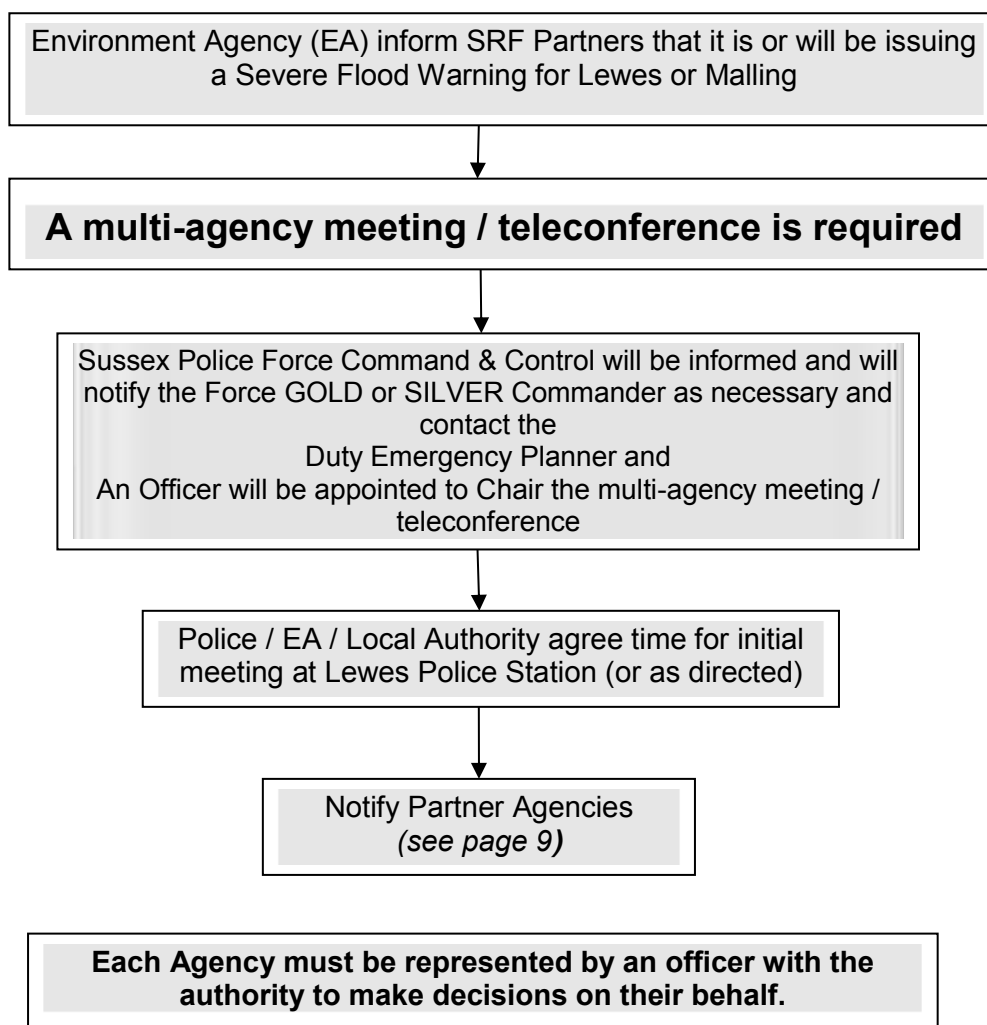 Environment Agency (EA) inform SRF Partners that it is or will be issuing
a Severe Flood Warning for Lewes or Malling
A multi-agency meeting / teleconference is required
Sussex Police Force Command & Control will be informed and will
notify the Force GOLD or SILVER Commander as necessary and
contact the
Duty Emergency Planner and
An Officer will be appointed to Chair the multi-agency meeting /
teleconference
Police / EA / Local Authority agree time for initial
meeting at Lewes Police Station (or as directed)
Notify Partner Agencies
(see page 9)
Each Agency must be represented by an officer with the
authority to make decisions on their behalf.